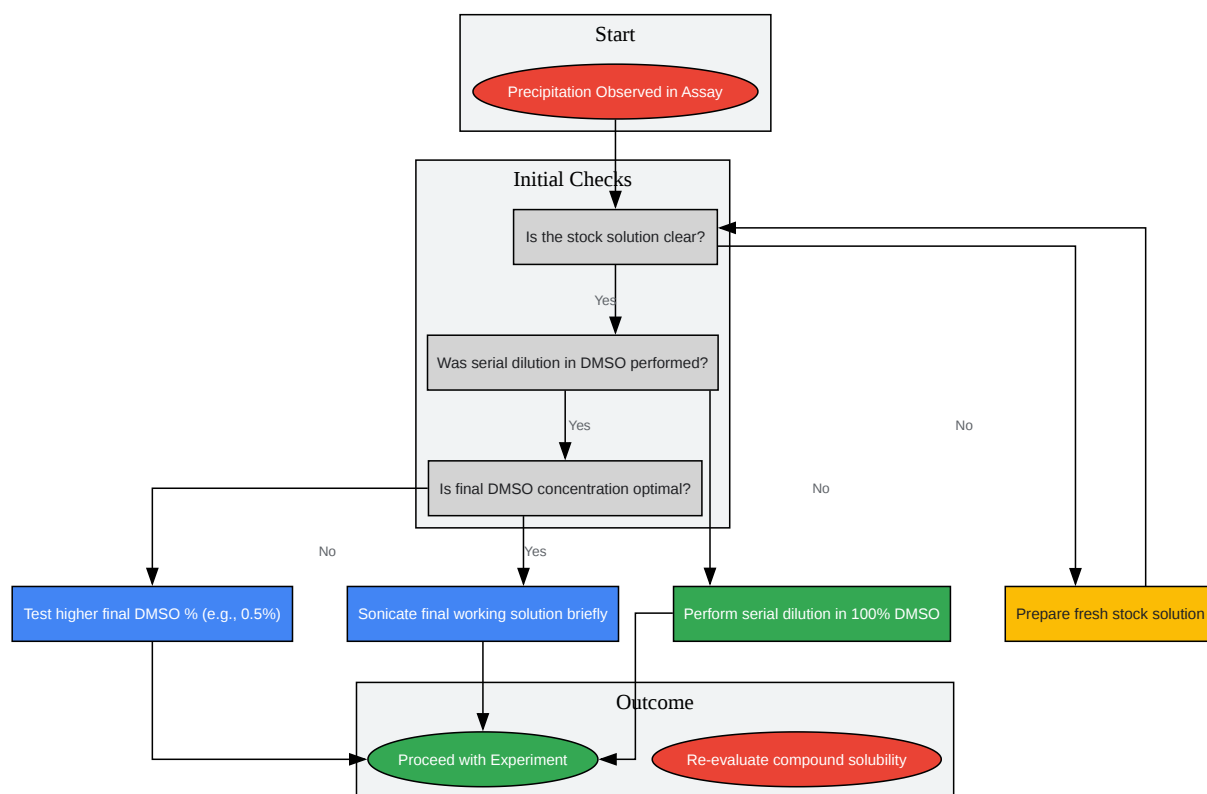 Start
Precipitation Observed in Assay
Initial Checks
Is the stock solution clear?
Yes
Was serial dilution in DMSO performed?
Yes
No
Is final DMSO concentration optimal?
No
No
Yes
Test higher final DMSO % (e.g., 0.5%)
Sonicate final working solution briefly
Perform serial dilution in 100% DMSO
Prepare fresh stock solution
Outcome
Proceed with Experiment
Re-evaluate compound solubility